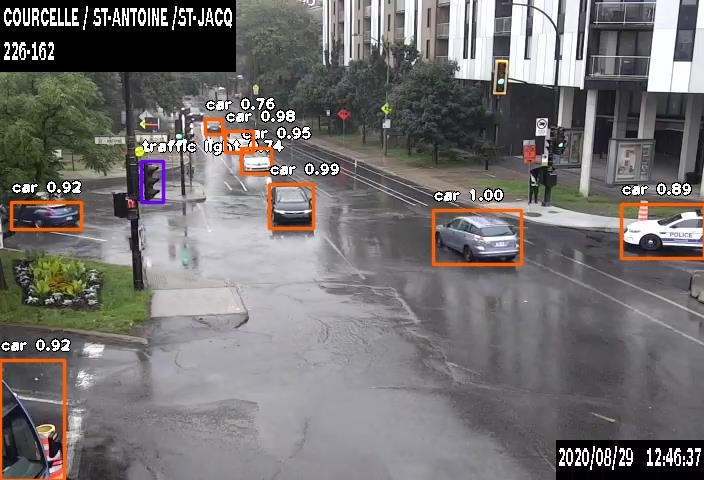 COURCELLE / ST-ANTOINE /ST-JACQ
226-162
car 0.76
car 0.98
car 0.95
traffic light 0.74
car 0.99
car 0.92
car 1.00
car 0.89
POLICE
car 0.92
2020/08/29 12:46:37